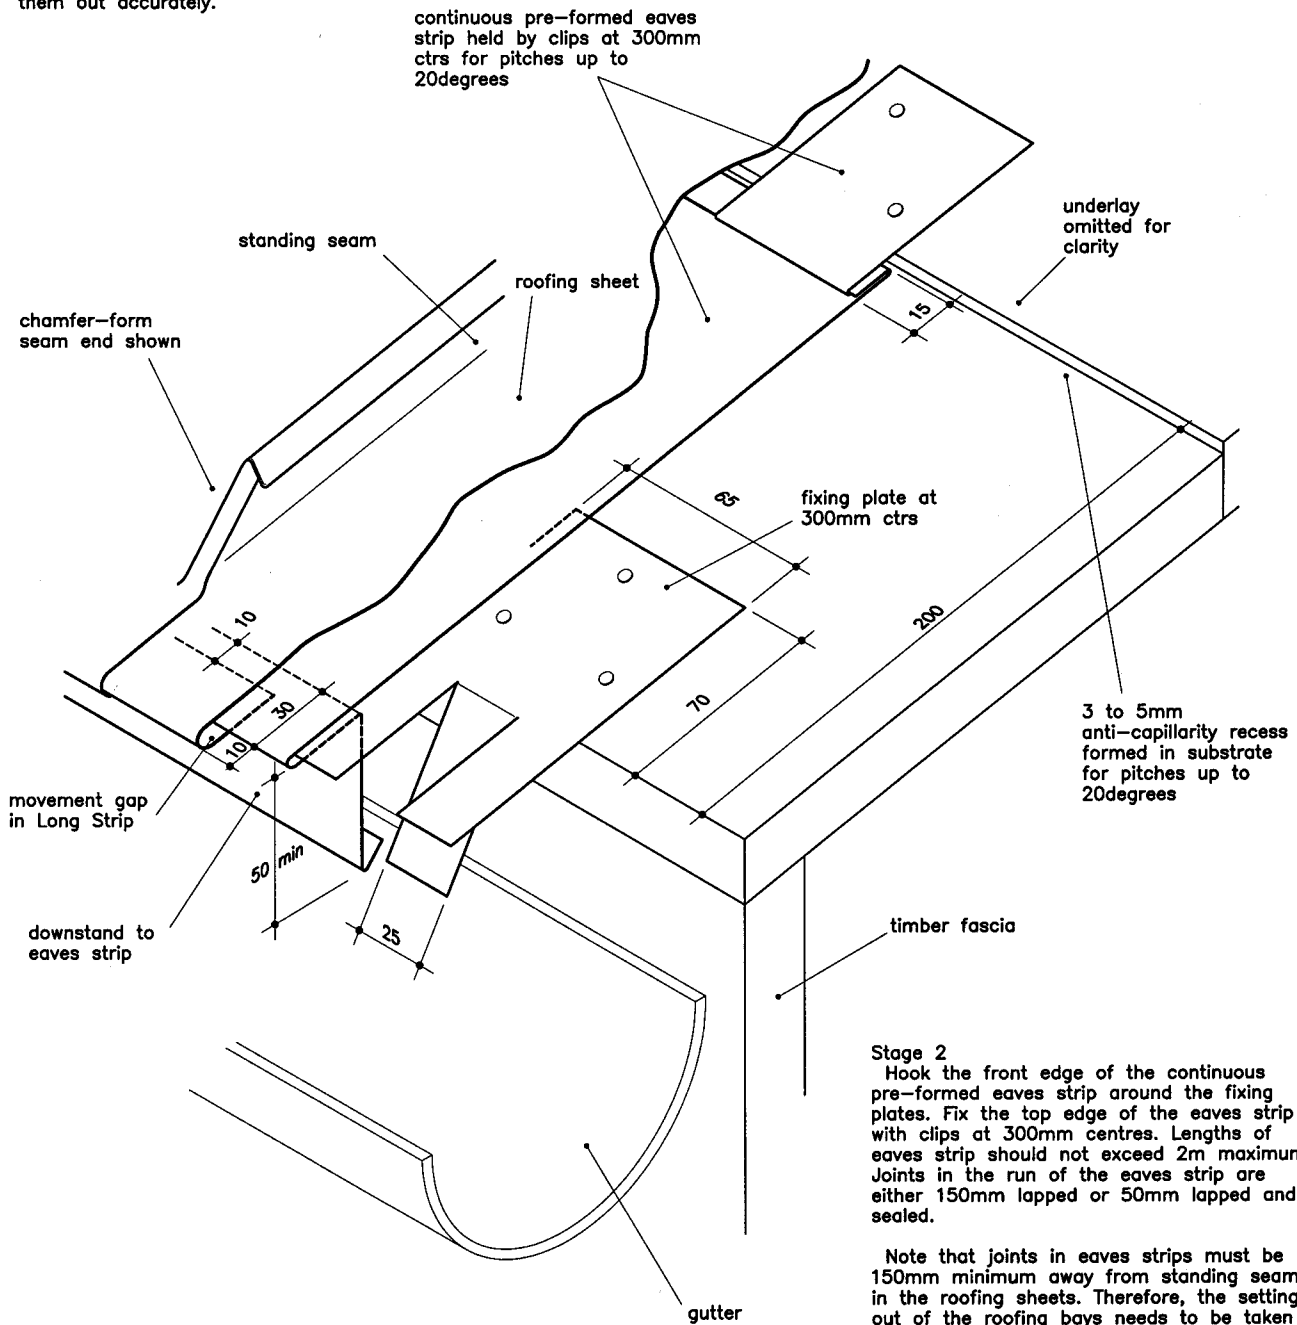 them out accurately.
continuous pre-formed eaves
strip held by clips at 300mm
ctrs for pitches up to
20degrees
underlay
omitted for
clarity
standing seam
roofing sheet
chamfer-form
seam end shown
15
65
fixing plate at
300mm ctrs
200
10
30
10
70
3 to 5mm
anti-capillarity recess
formed in substrate
for pitches up to
20degrees
movement gap
in Long Strip
50 min
25
downstand to
eaves strip
timber fascia
Stage 2
Hook the front edge of the continuous
pre-formed eaves strip around the fixing
plates. Fix the top edge of the eaves strip
with clips at 300mm centres. Lengths of
eaves strip should not exceed 2m maximum
Joints in the run of the eaves strip are
either 150mm lapped or 50mm lapped and
sealed.
Note that joints in eaves strips must be
150mm minimum away from standing seam
in the roofing sheets. Therefore, the setting
out of the roofing bays needs to be taken
gutter